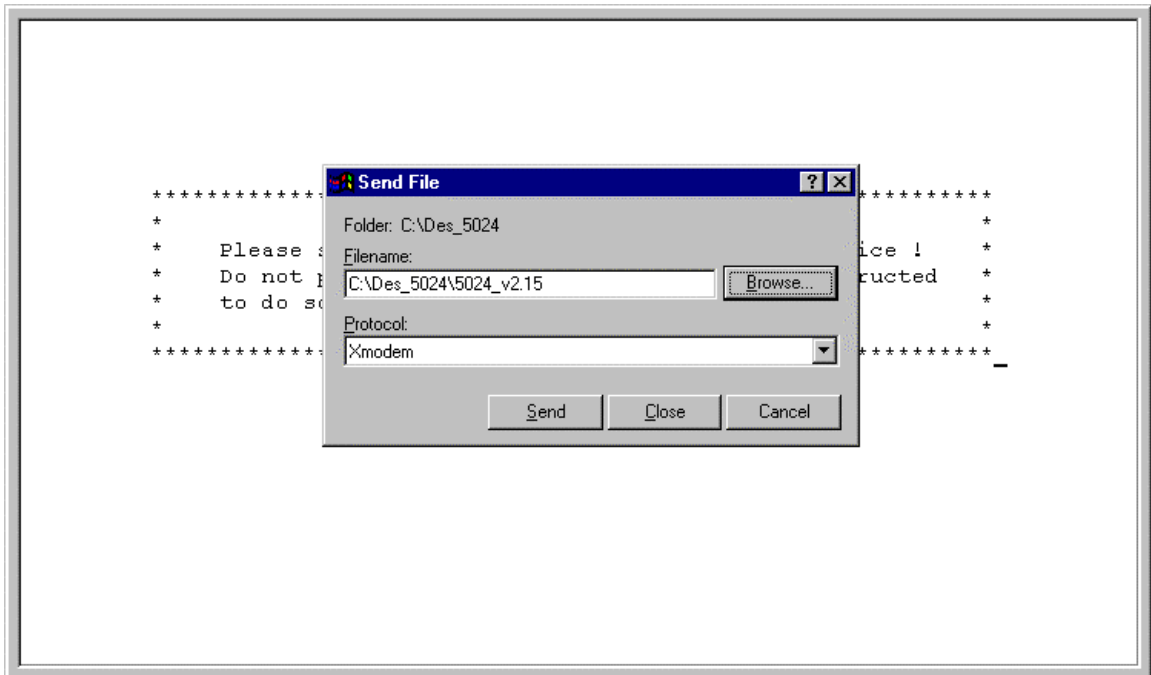 Send File
Folder: C:\Des_5024
Filename:
C:\Des_5024\5024_v2.15
Browse...
Protocol:
Xmodem
Send Close Cancel
***********
**********
* *
* Please ice ! *
* Do not ructed *
* to do *
* *
************ **********